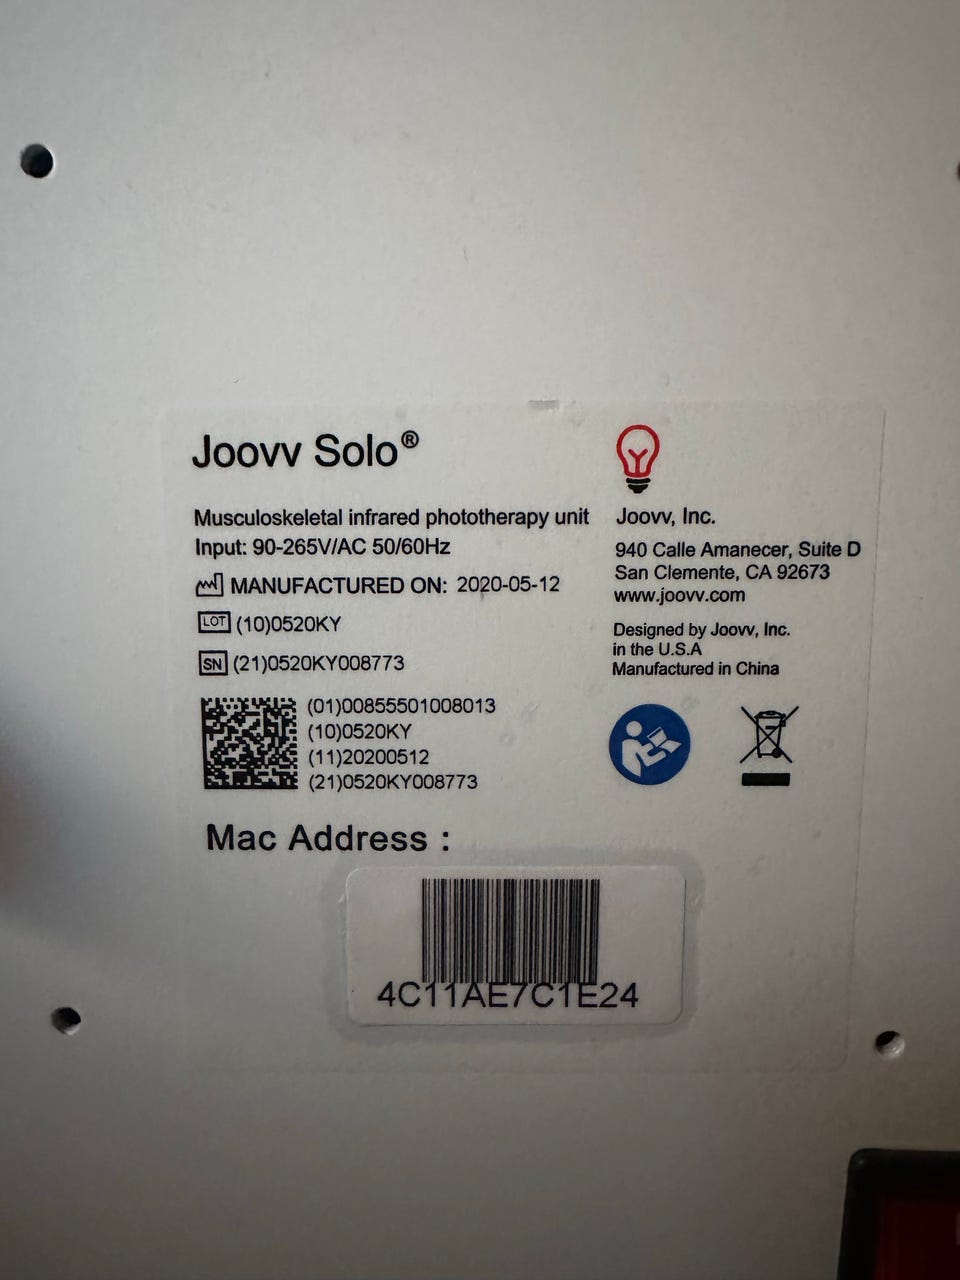 Joovv Solo®
Musculoskeletal infrared phototherapy unit
Input: 90-265V/AC 50/60Hz
MANUFACTURED ON: 2020-05-12
LOT (10)0520KY
SN (21)0520KY008773
(01)00855501008013
(10)0520KY
(11)20200512
(21)0520KY008773
Joovv, Inc.
940 Calle Amanecer, Suite D
San Clemente, CA 92673
www.joovv.com
Designed by Joovv, Inc.
in the U.S.A
Manufactured in China
Mac Address :
4C11AE7C1E24